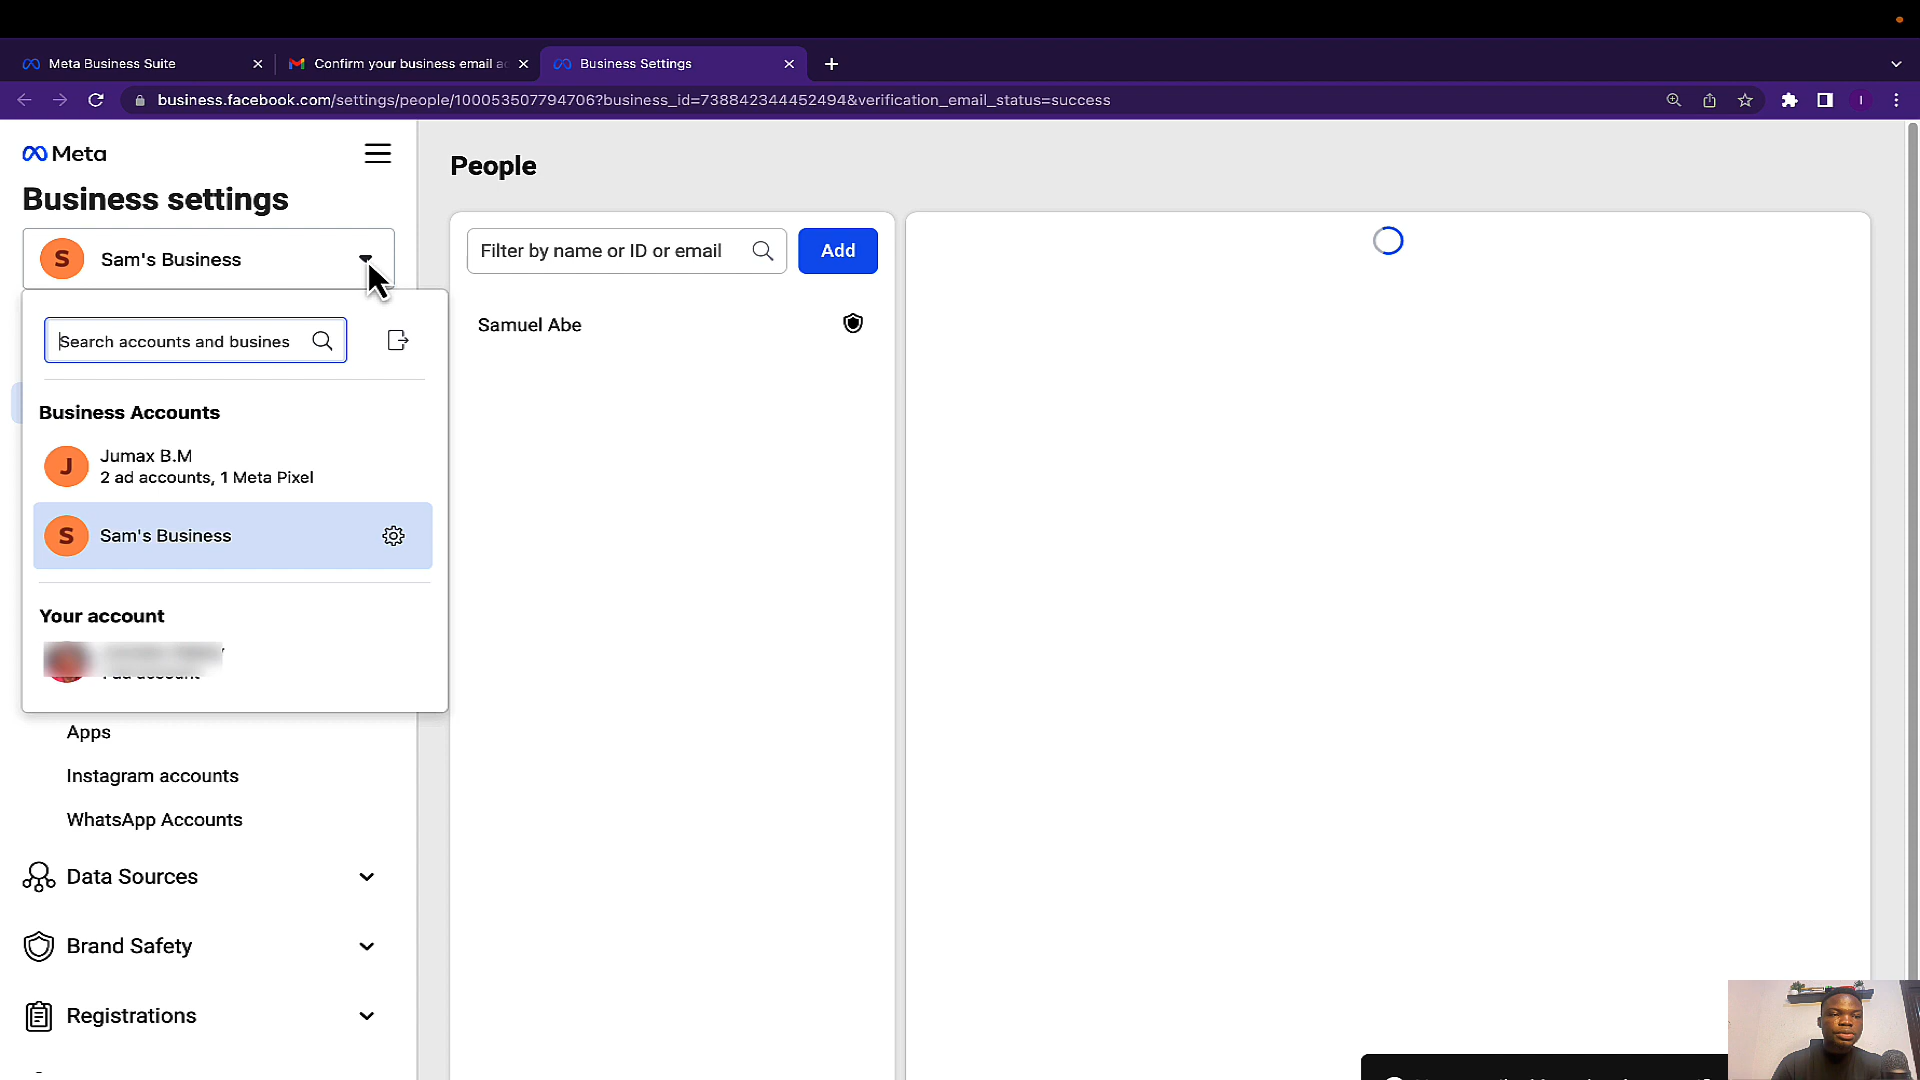 Meta Business Suite
Confirm your business email a
Business Settings
business.facebook.com/settings/people/100053507794706?business_id=738842344452494&verification_email_status=success
I
Meta
Business settings
S
Sam's Business
Search accounts and busines
Business Accounts
J
Jumax B.M
2 ad accounts, 1 Meta Pixel
S
Sam's Business
Your account
Apps
Instagram accounts
WhatsApp Accounts
Data Sources
Brand Safety
Registrations
People
Filter by name or ID or email
Add
Samuel Abe